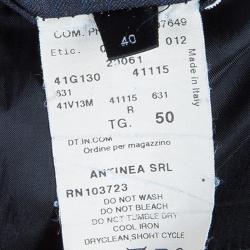 COM. 37649
Etic. 012
40
20061
41G130 41115
631
41V13M 41115 631
R
TG. 50
DT.IN.COM
Ordine per magazzino
Made in Italy
ANTINEA SRL
RN103723
DO NOT WASH
DO NOT BLEACH
DO NOT TUMBLE DRY
COOL IRON
DRYCLEAN,SHORT CYCLE